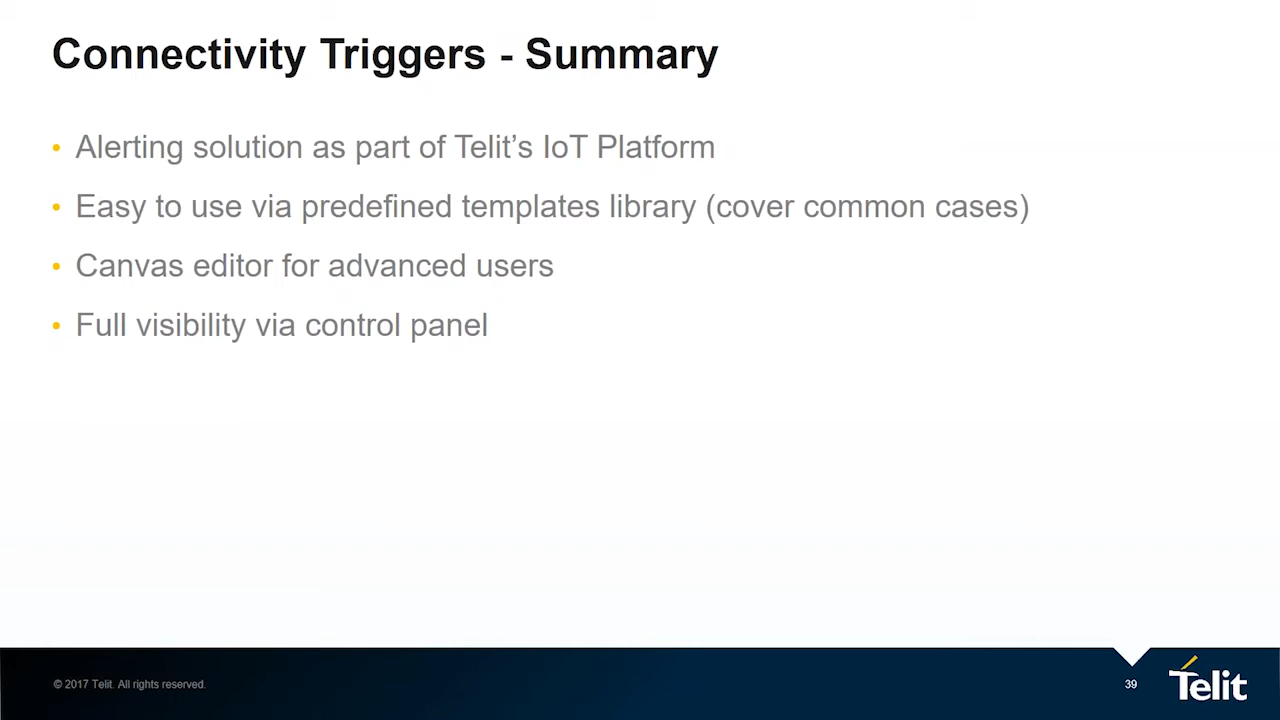 Connectivity Triggers - Summary
• Alerting solution as part of Telit’s IoT Platform
• Easy to use via predefined templates library (cover common cases)
• Canvas editor for advanced users
• Full visibility via control panel
© 2017 Telit. All rights reserved.
39
Telit